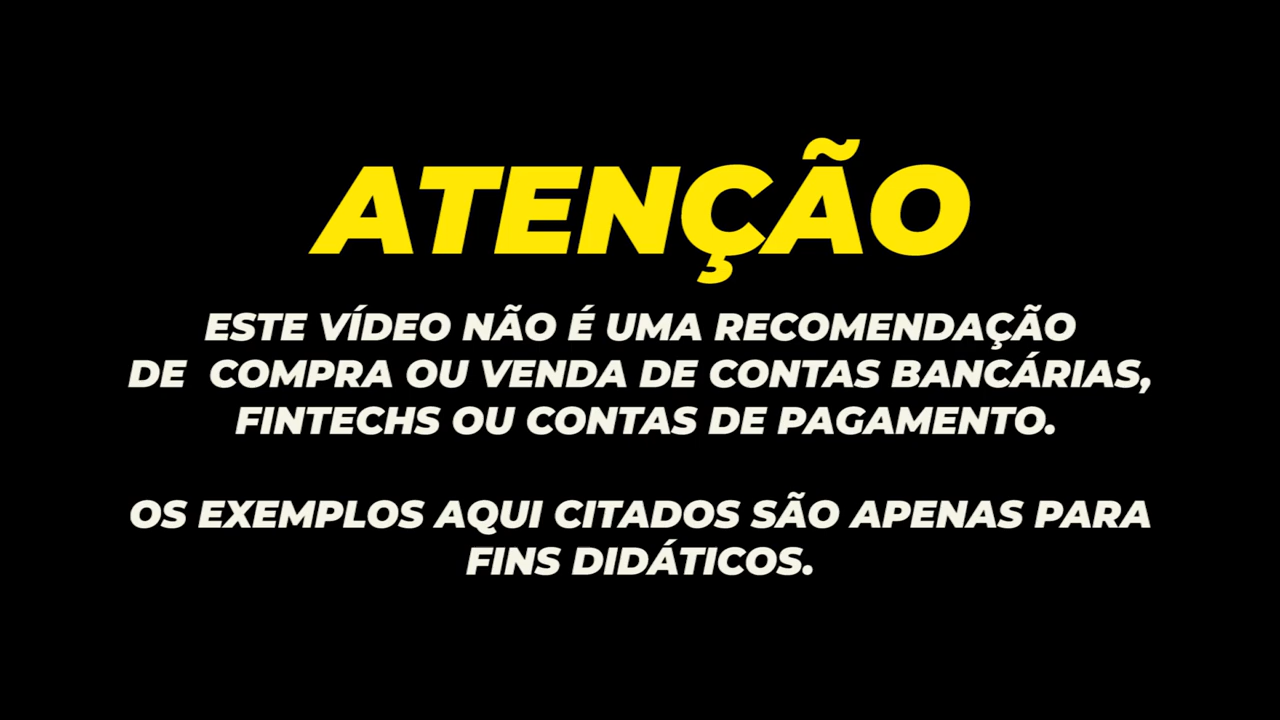 ATENÇÃO
ESTE VÍDEO NÃO É UMA RECOMENDAÇÃO
DE COMPRA OU VENDA DE CONTAS BANCÁRIAS,
FINTECHS OU CONTAS DE PAGAMENTO.
OS EXEMPLOS AQUI CITADOS SÃO APENAS PARA
FINS DIDÁTICOS.